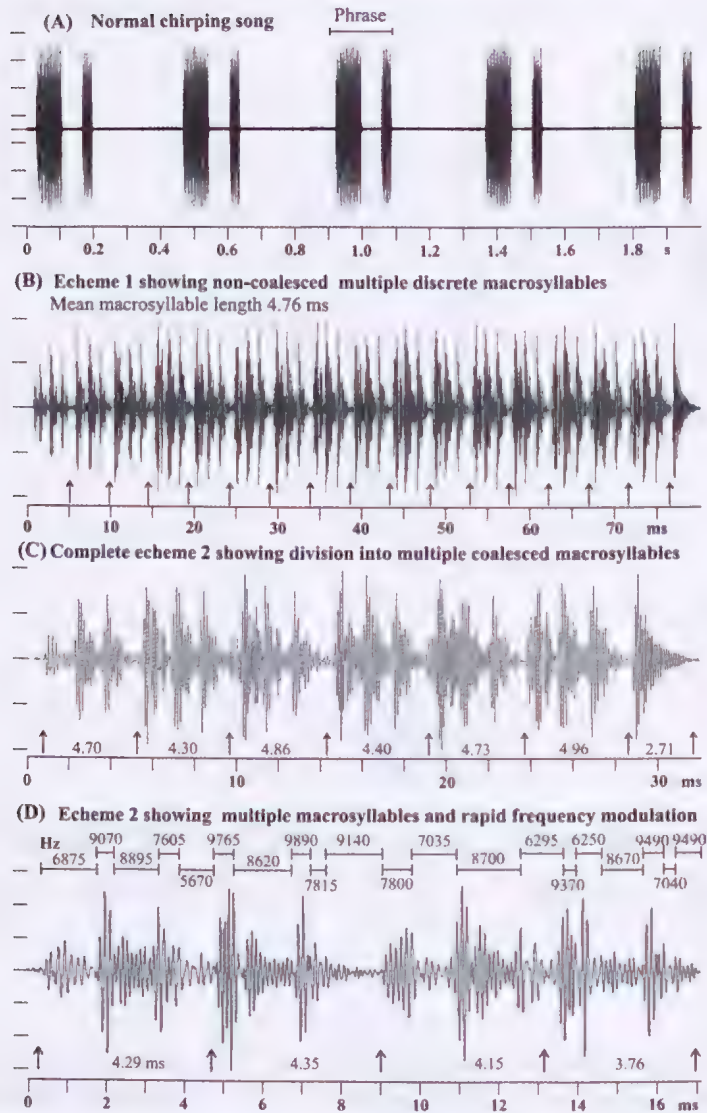 (A) Normal chirping song
Phrase
0 0.2 0.4 0.6 0.8 1.0 1.2 1.4 1.6 1.8 s
(B) Echeme 1 showing non-coalesced multiple discrete macrosyllables
Mean macrosyllable length 4.76 ms
0 10 20 30 40 50 60 70 ms
(C) Complete echeme 2 showing division into multiple coalesced macrosyllables
4.70 4.30 4.86 4.40 4.73 4.96 2.71
0 10 20 30 ms
(D) Echeme 2 showing multiple macrosyllables and rapid frequency modulation
Hz 9070 7605 9765 9890 9140 7035 6295 6250 9490 9490
6875 8895 8620 8700 8670
5670 7815 7800 9370 7040
4.29 ms 4.35 4.15 3.76
0 2 4 6 8 10 12 14 16 ms